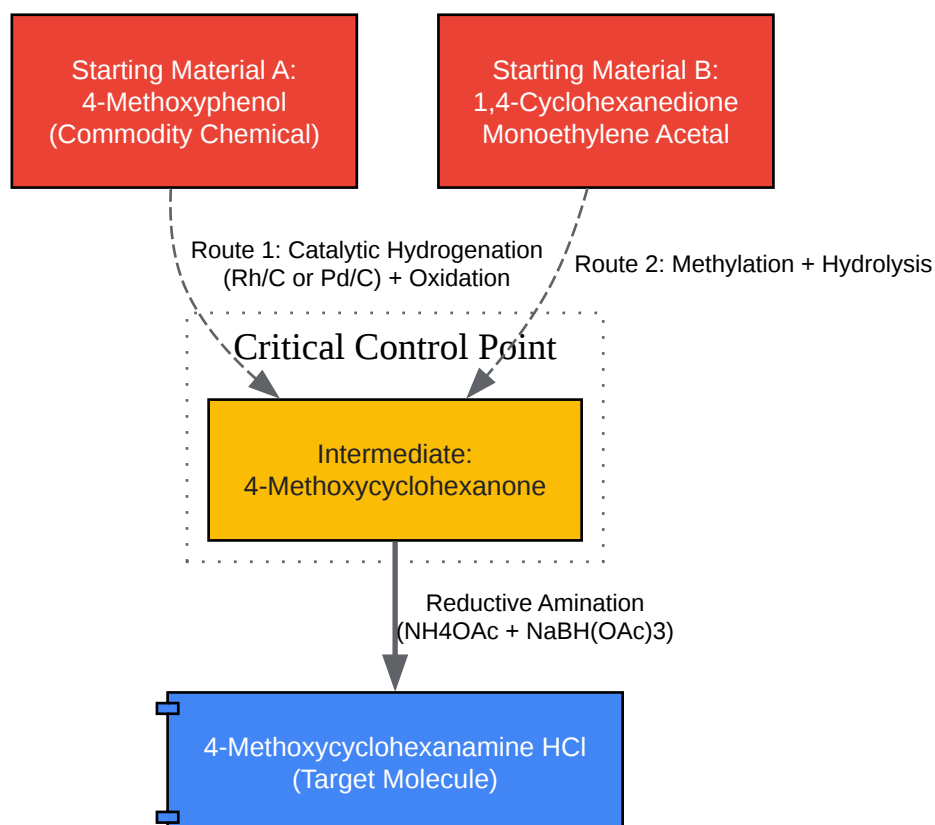 Starting Material A:
4-Methoxyphenol
(Commodity Chemical)
Starting Material B:
1,4-Cyclohexanedione
Monoethylene Acetal
Route 1: Catalytic Hydrogenation
(Rh/C or Pd/C) + Oxidation
Route 2: Methylation + Hydrolysis
Critical Control Point
Intermediate:
4-Methoxycyclohexanone
Reductive Amination
(NH4OAc + NaBH(OAc)3)
4-Methoxycyclohexanamine HCl
(Target Molecule)